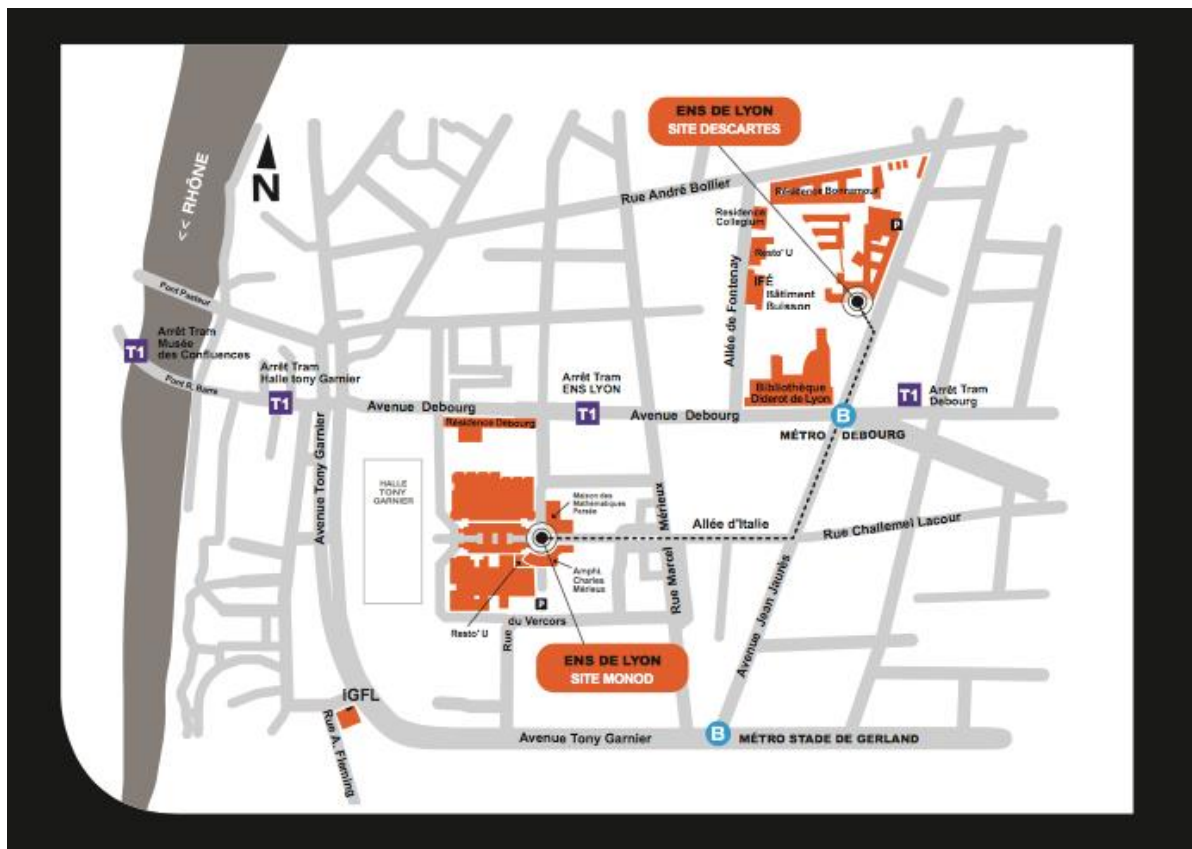 ENS DE LYON
SITE DESCARTES
<< RHÔNE
N
Rue André Bollier
Résidence Bonnamour
Residence
Collegium
P
Resto' U
IFÉ
Bâtiment
Buisson
Allée de Fontenay
Pont Pasteur
T1
Arrêt Tram
Musée
des Confluences
Pont R. Barre
Arrêt Tram
Halle tony Garnier
T1
Arrêt Tram
ENS LYON
T1
Bibliothèque
Diderot de Lyon
T1
Arrêt Tram
Debourg
Avenue Debourg
Avenue Debourg
B
MÉTRO DEBOURG
Résidence Debourg
Avenue Tony Garnier
HALLE
TONY
GARNIER
Maison des
Mathématiques
Persée
Allée d'Italie
Rue Challemel Lacour
Rue Marcel Mérieux
Amphi.
Charles
Mérieux
Avenue Jean Jaurès
P
Resto' U
Rue du Vercors
ENS DE LYON
SITE MONOD
iGFL
Rue A. Fleming
Avenue Tony Garnier
B
MÉTRO STADE DE GERLAND